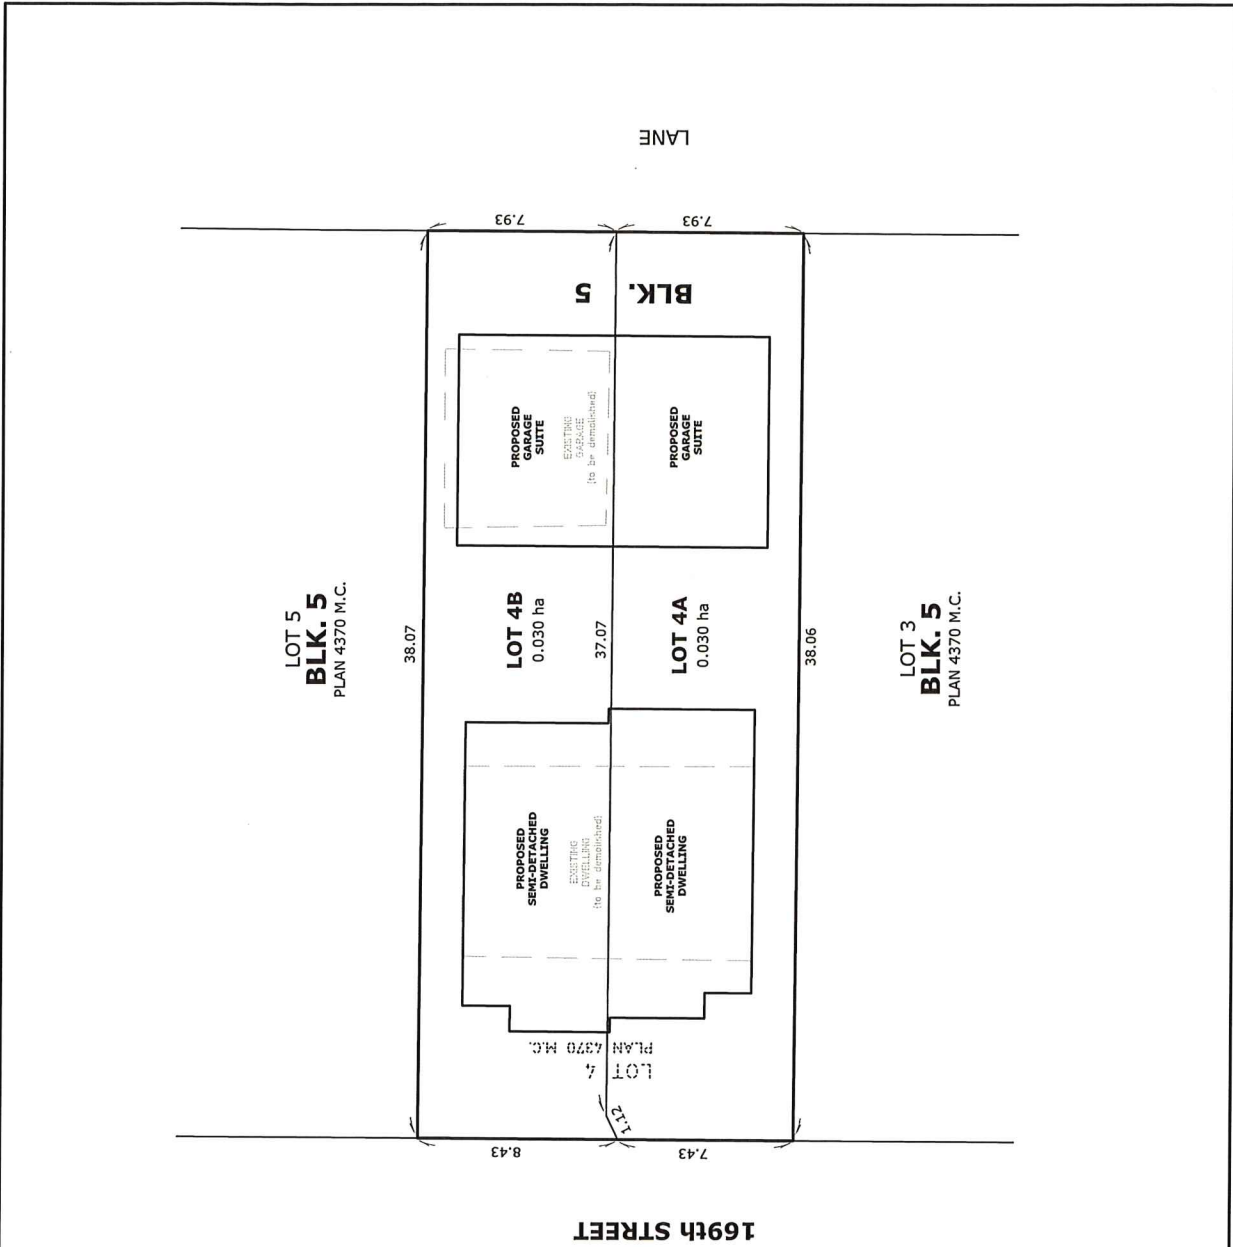 LANE
7.93
7.93
BLK. 5
PROPOSED
GARAGE
SUITE
EXISTING
GARAGE
(to be demolished)
PROPOSED
GARAGE
SUITE
LOT 5
BLK. 5
PLAN 4370 M.C.
38.07
LOT 4B
0.030 ha
37.07
LOT 4A
0.030 ha
38.06
LOT 3
BLK. 5
PLAN 4370 M.C.
PROPOSED
SEMI-DETACHED
DWELLING
EXISTING
DWELLING
(to be demolished)
PROPOSED
SEMI-DETACHED
DWELLING
LOT 4
PLAN 4370 M.C.
1.12
8.43
7.43
169th STREET